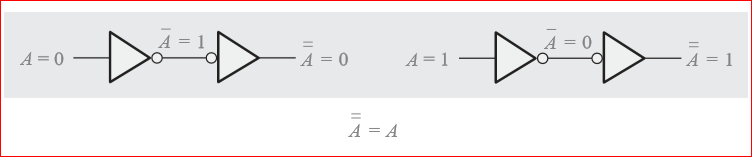 A = 0 A̅ = 1 A̿ = 0 A = 1 A̅ = 0 A̿ = 1
A̿ = A